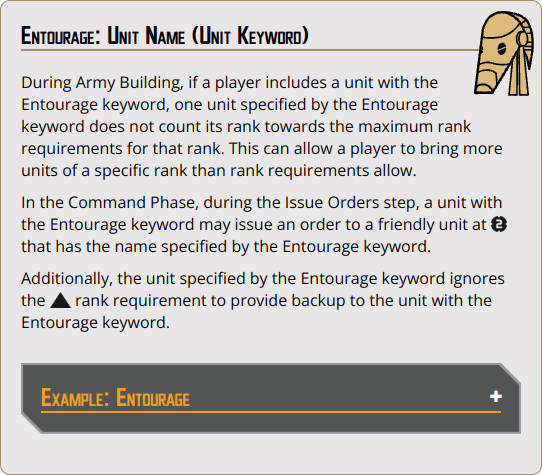 Entourage: Unit Name (Unit Keyword)
During Army Building, if a player includes a unit with the
Entourage keyword, one unit specified by the Entourage
keyword does not count its rank towards the maximum rank
requirements for that rank. This can allow a player to bring more
units of a specific rank than rank requirements allow.
In the Command Phase, during the Issue Orders step, a unit with
the Entourage keyword may issue an order to a friendly unit at 2
that has the name specified by the Entourage keyword.
Additionally, the unit specified by the Entourage keyword ignores
the ▲ rank requirement to provide backup to the unit with the
Entourage keyword.
Example: Entourage +